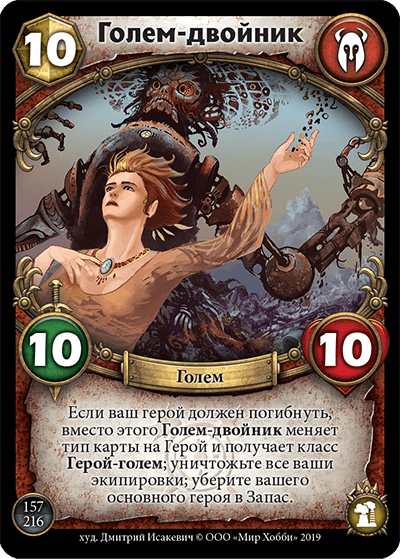 10
Голем-двойник
10
10
Голем
Если ваш герой должен погибнуть,
вместо этого Голем-двойник меняет
тип карты на Герой и получает класс
Герой-голем; уничтожьте все ваши
экипировки; уберите вашего
основного героя в Запас.
157
216
худ. Дмитрий Исакевич © ООО «Мир Хобби» 2019